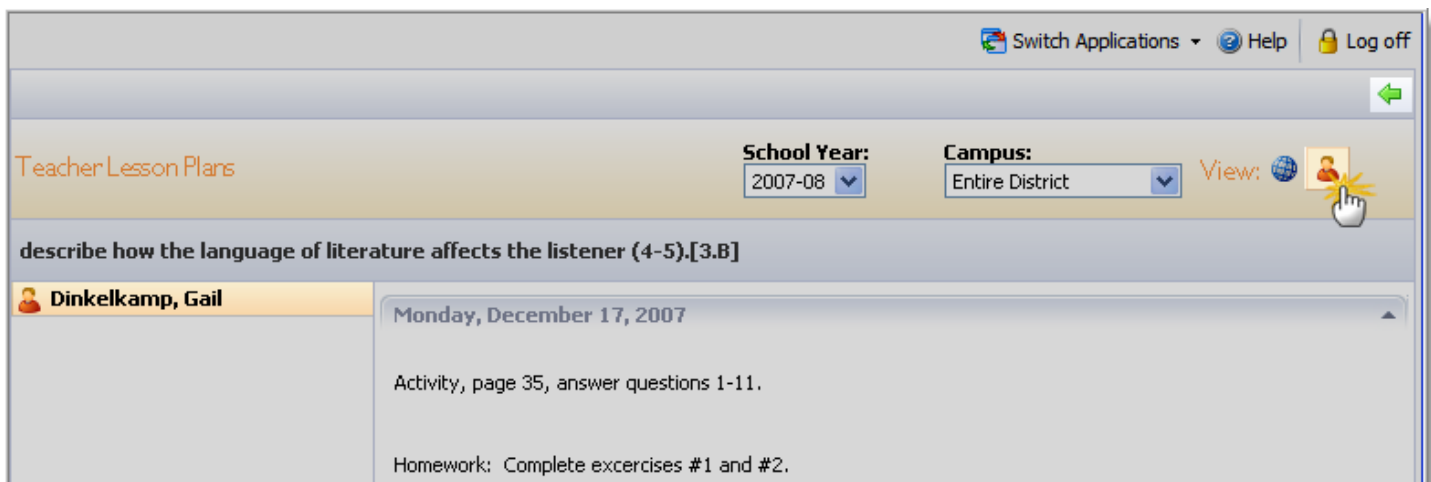 Switch Applications Help Log off
Teacher Lesson Plans
School Year:
2007-08
Campus:
Entire District
View:
describe how the language of literature affects the listener (4-5).[3.B]
Dinkelkamp, Gail
Monday, December 17, 2007
Activity, page 35, answer questions 1-11.
Homework:  Complete excercises #1 and #2.